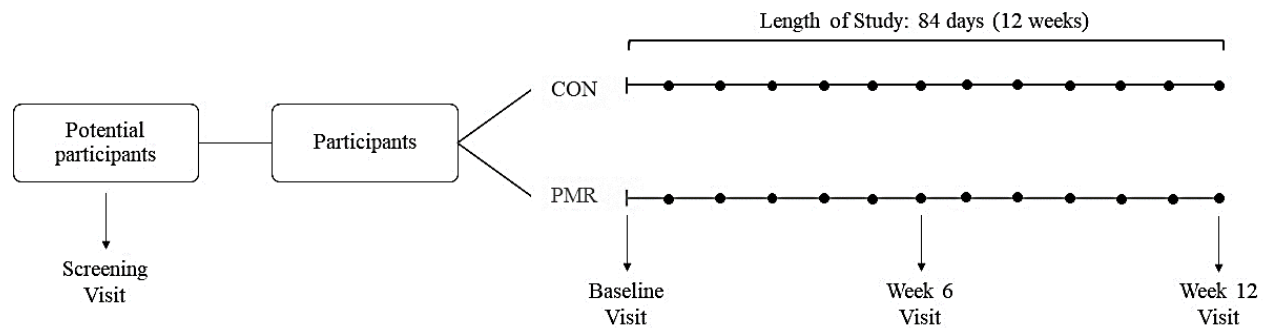 Length of Study: 84 days (12 weeks)
CON
Potential
participants
Participants
PMR
Screening
Visit
Baseline
Visit
Week 6
Visit
Week 12
Visit